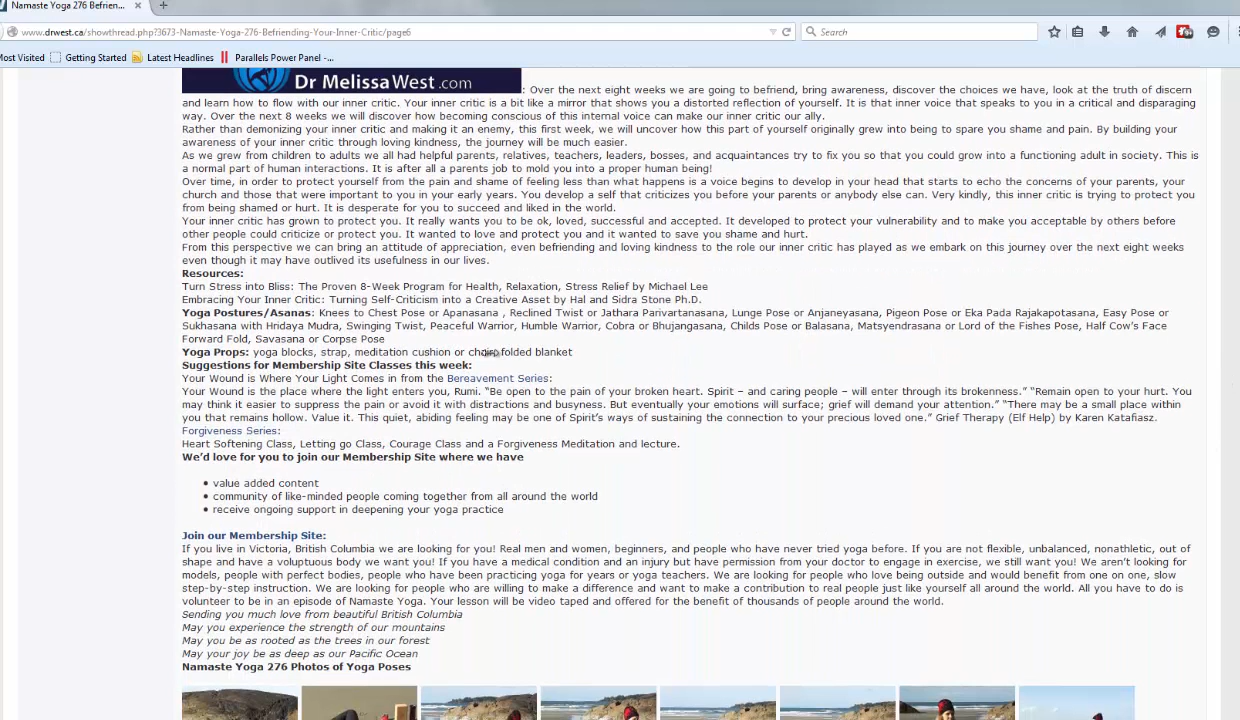 Namaste Yoga 276 Befrien...
www.drwest.ca/showthread.php?3673-Namaste-Yoga-276-Befriending-Your-Inner-Critic/page6
Search
Most Visited Getting Started Latest Headlines Parallels Power Panel -...
Dr MelissaWest.com
: Over the next eight weeks we are going to befriend, bring awareness, discover the choices we have, look at the truth of discern
and learn how to flow with our inner critic. Your inner critic is a bit like a mirror that shows you a distorted reflection of yourself. It is that inner voice that speaks to you in a critical and disparaging
way. Over the next 8 weeks we will discover how becoming conscious of this internal voice can make our inner critic our ally.
Rather than demonizing your inner critic and making it an enemy, this first week, we will uncover how this part of yourself originally grew into being to spare you shame and pain. By building your
awareness of your inner critic through loving kindness, the journey will be much easier.
As we grew from children to adults we all had helpful parents, relatives, teachers, leaders, bosses, and acquaintances try to fix you so that you could grow into a functioning adult in society. This is
a normal part of human interactions. It is after all a parents job to mold you into a proper human being!
Over time, in order to protect yourself from the pain and shame of feeling less than what happens is a voice begins to develop in your head that starts to echo the concerns of your parents, your
church and those that were important to you in your early years. You develop a self that criticizes you before your parents or anybody else can. Very kindly, this inner critic is trying to protect you
from being shamed or hurt. It is desperate for you to succeed and liked in the world.
Your inner critic has grown to protect you. It really wants you to be ok, loved, successful and accepted. It developed to protect your vulnerability and to make you acceptable by others before
other people could criticize or protect you. It wanted to love and protect you and it wanted to save you shame and hurt.
From this perspective we can bring an attitude of appreciation, even befriending and loving kindness to the role our inner critic has played as we embark on this journey over the next eight weeks
even though it may have outlived its usefulness in our lives.
Resources:
Turn Stress into Bliss: The Proven 8-Week Program for Health, Relaxation, Stress Relief by Michael Lee
Embracing Your Inner Critic: Turning Self-Criticism into a Creative Asset by Hal and Sidra Stone Ph.D.
Yoga Postures/Asanas: Knees to Chest Pose or Apanasana , Reclined Twist or Jathara Parivartanasana, Lunge Pose or Anjaneyasana, Pigeon Pose or Eka Pada Rajakapotasana, Easy Pose or
Sukhasana with Hridaya Mudra, Swinging Twist, Peaceful Warrior, Humble Warrior, Cobra or Bhujangasana, Childs Pose or Balasana, Matsyendrasana or Lord of the Fishes Pose, Half Cow's Face
Forward Fold, Savasana or Corpse Pose
Yoga Props: yoga blocks, strap, meditation cushion or chair, folded blanket
Suggestions for Membership Site Classes this week:
Your Wound is Where Your Light Comes in from the Bereavement Series:
Your Wound is the place where the light enters you, Rumi. “Be open to the pain of your broken heart. Spirit – and caring people – will enter through its brokenness.” “Remain open to your hurt. You
may think it easier to suppress the pain or avoid it with distractions and busyness. But eventually your emotions will surface; grief will demand your attention.” “There may be a small place within
you that remains hollow. Value it. This quiet, abiding feeling may be one of Spirit’s ways of sustaining the connection to your precious loved one.” Grief Therapy (Elf Help) by Karen Katafiasz.
Forgiveness Series:
Heart Softening Class, Letting go Class, Courage Class and a Forgiveness Meditation and lecture.
We’d love for you to join our Membership Site where we have
• value added content
• community of like-minded people coming together from all around the world
• receive ongoing support in deepening your yoga practice
Join our Membership Site:
If you live in Victoria, British Columbia we are looking for you! Real men and women, beginners, and people who have never tried yoga before. If you are not flexible, unbalanced, nonathletic, out of
shape and have a voluptuous body we want you! If you have a medical condition and an injury but have permission from your doctor to engage in exercise, we still want you! We aren’t looking for
models, people with perfect bodies, people who have been practicing yoga for years or yoga teachers. We are looking for people who love being outside and would benefit from one on one, slow
step-by-step instruction. We are looking for people who are willing to make a difference and want to make a contribution to real people just like yourself all around the world. All you have to do is
volunteer to be in an episode of Namaste Yoga. Your lesson will be video taped and offered for the benefit of thousands of people around the world.
Sending you much love from beautiful British Columbia
May you experience the strength of our mountains
May you be as rooted as the trees in our forest
May your joy be as deep as our Pacific Ocean
Namaste Yoga 276 Photos of Yoga Poses